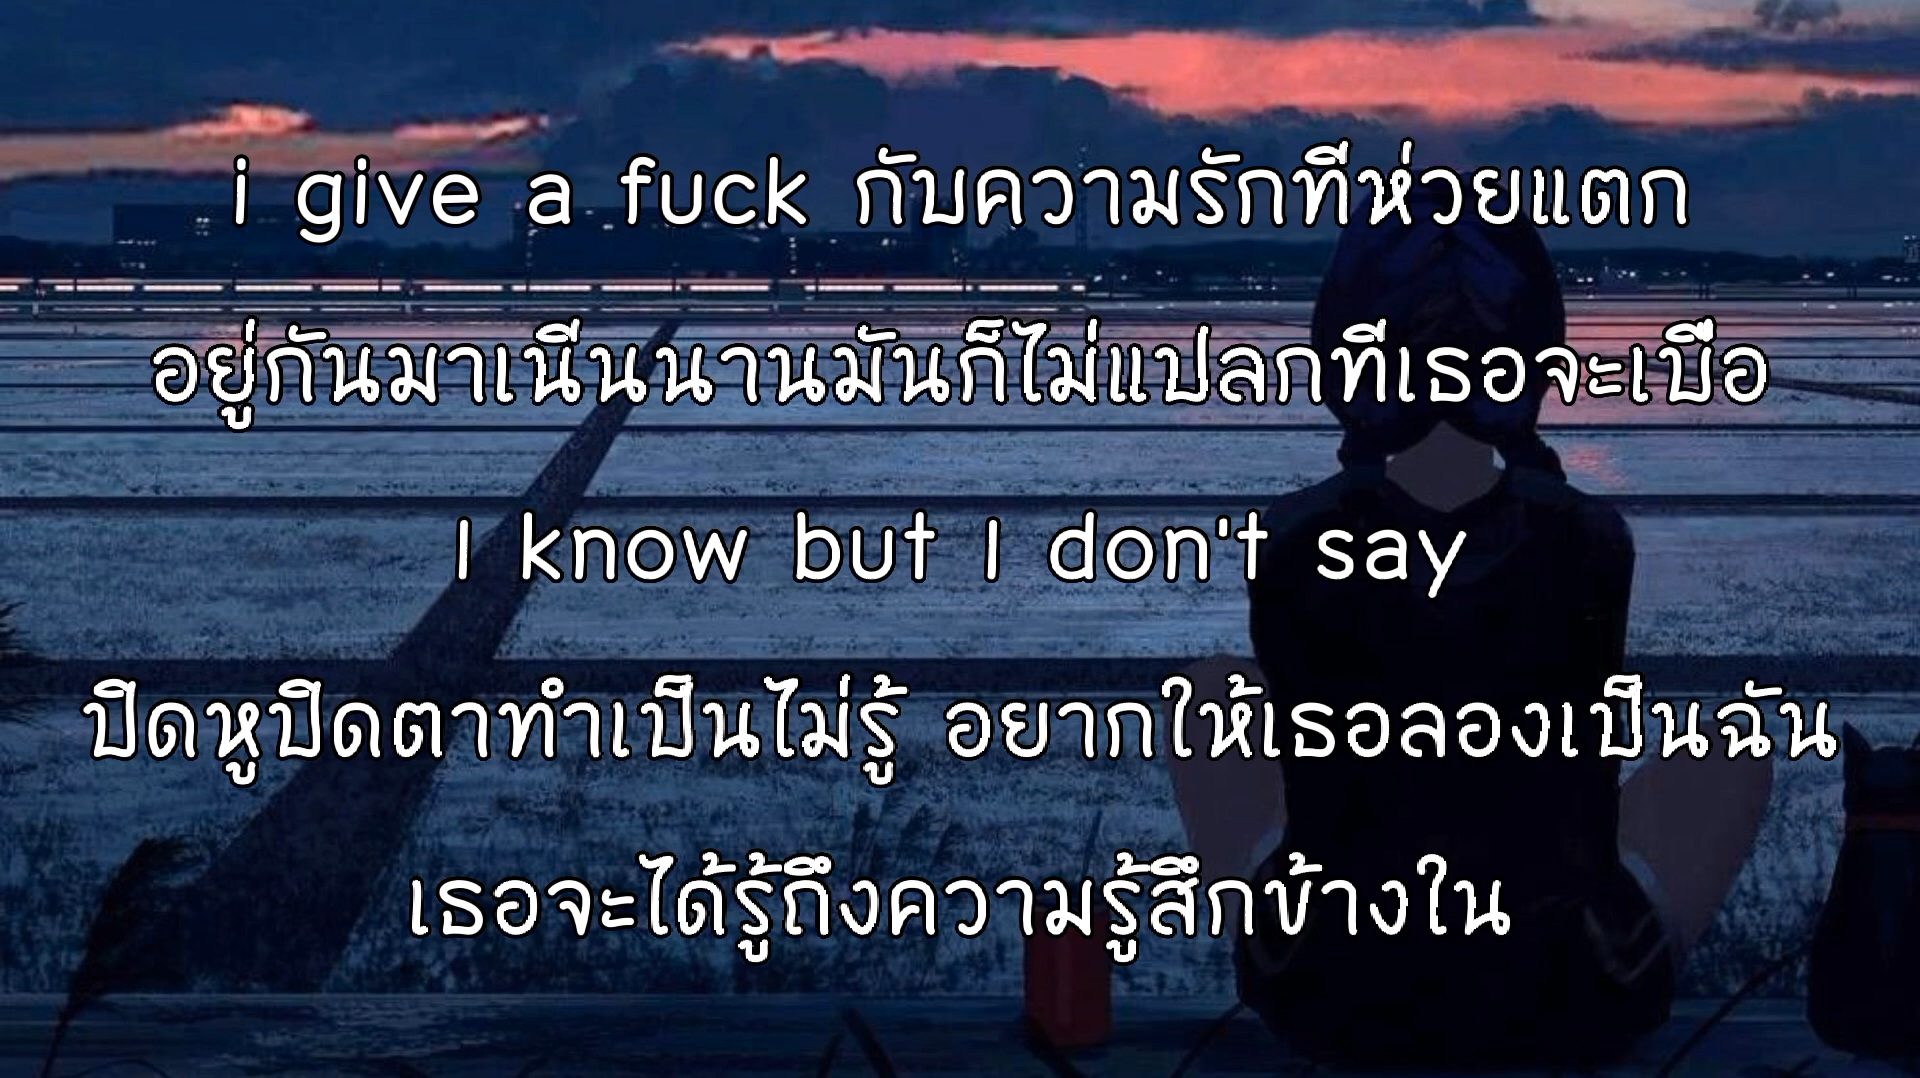 i give a fuck กับความรักที่ห่วยแตก
อยู่กันมาเนิ่นนานมันก็ไม่แปลกที่เธอจะเบื่อ
I know but I don't say
ปิดหูปิดตาทำเป็นไม่รู้ อยากให้เธอลองเป็นฉัน
เธอจะได้รู้ถึงความรู้สึกข้างใน